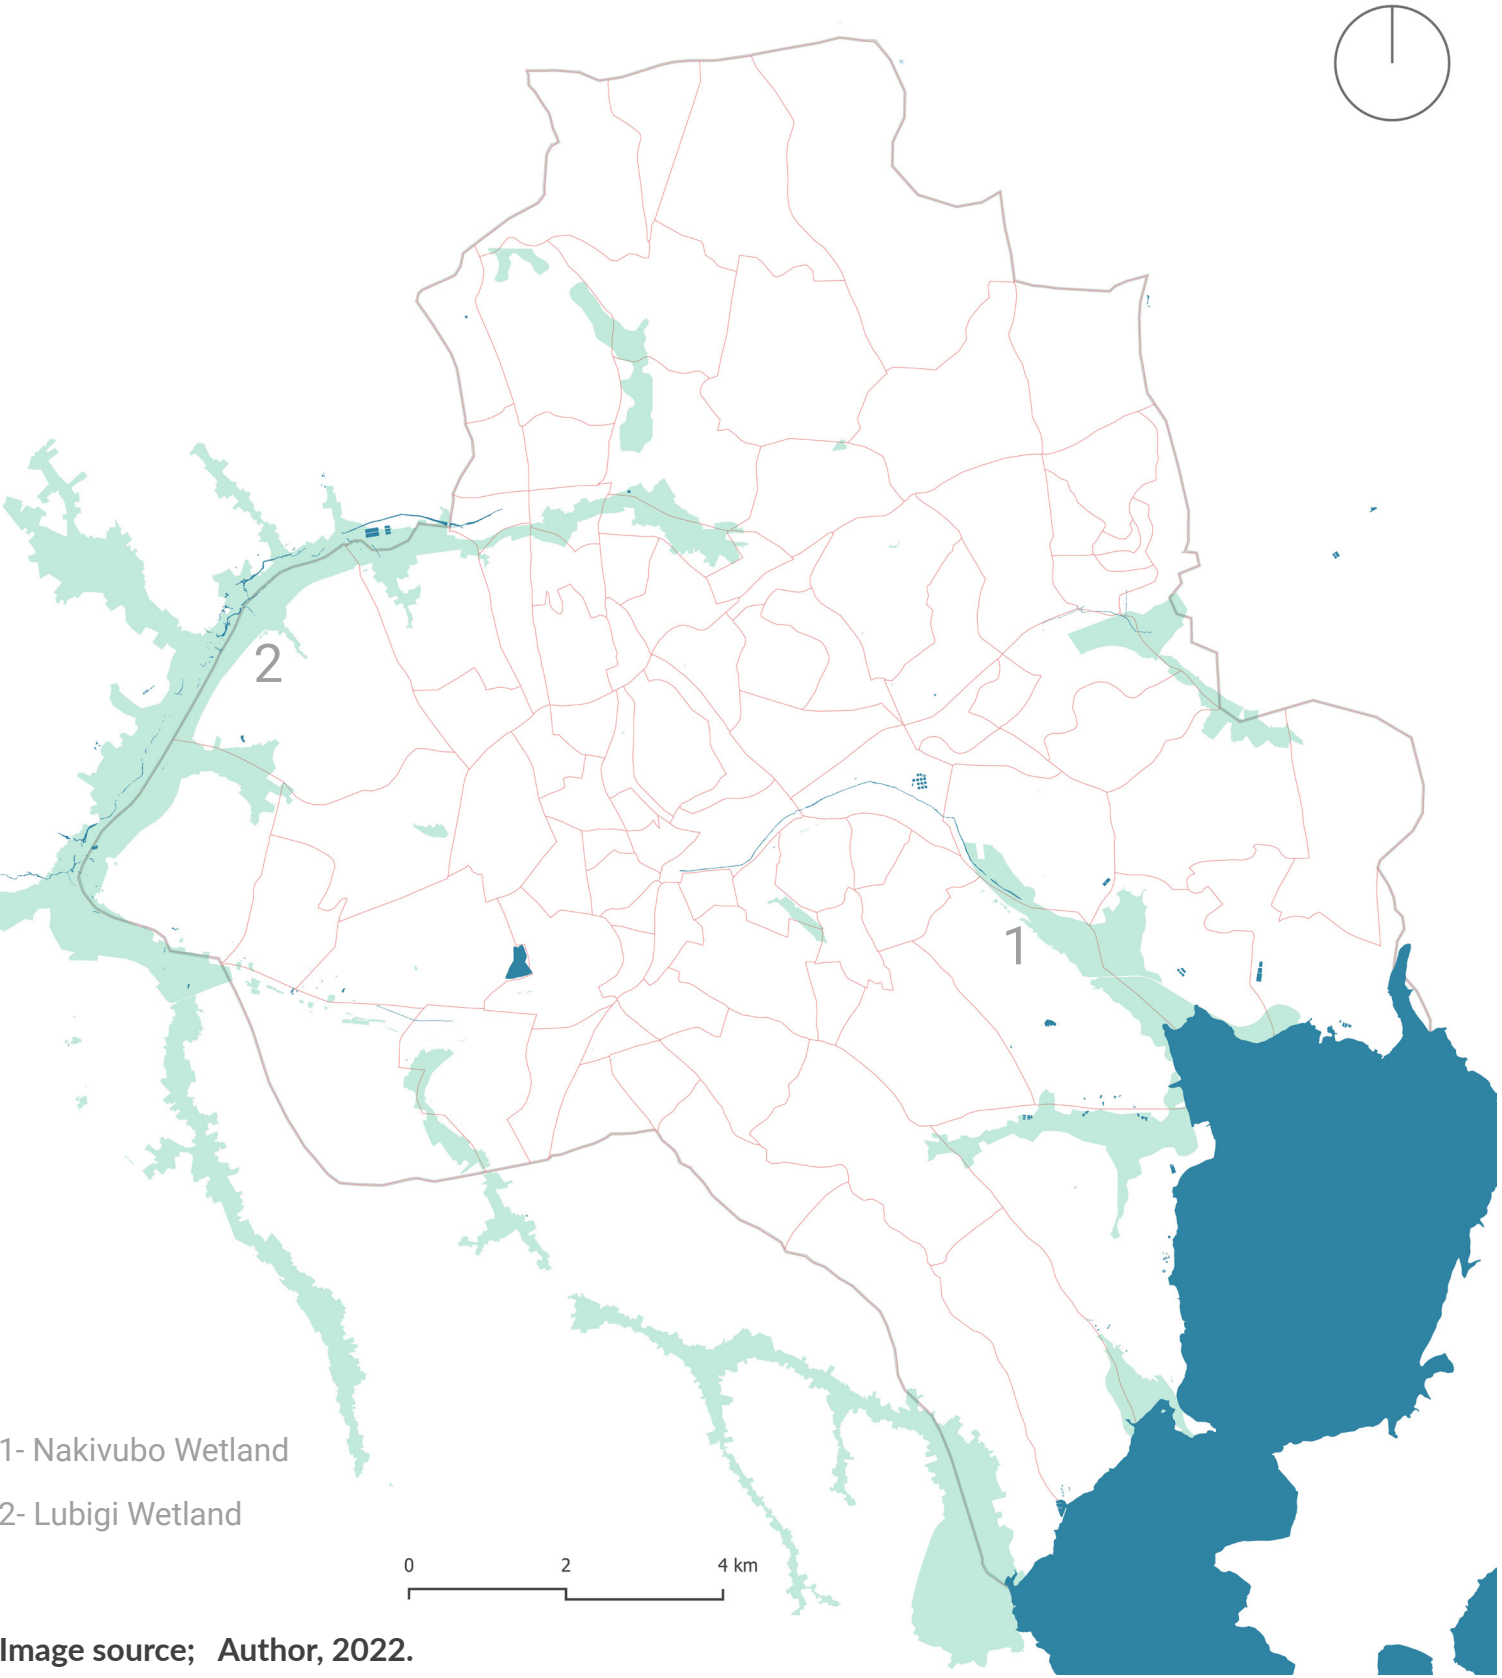 2
1
1- Nakivubo Wetland
2- Lubigi Wetland
0 2 4 km
Image source; Author, 2022.